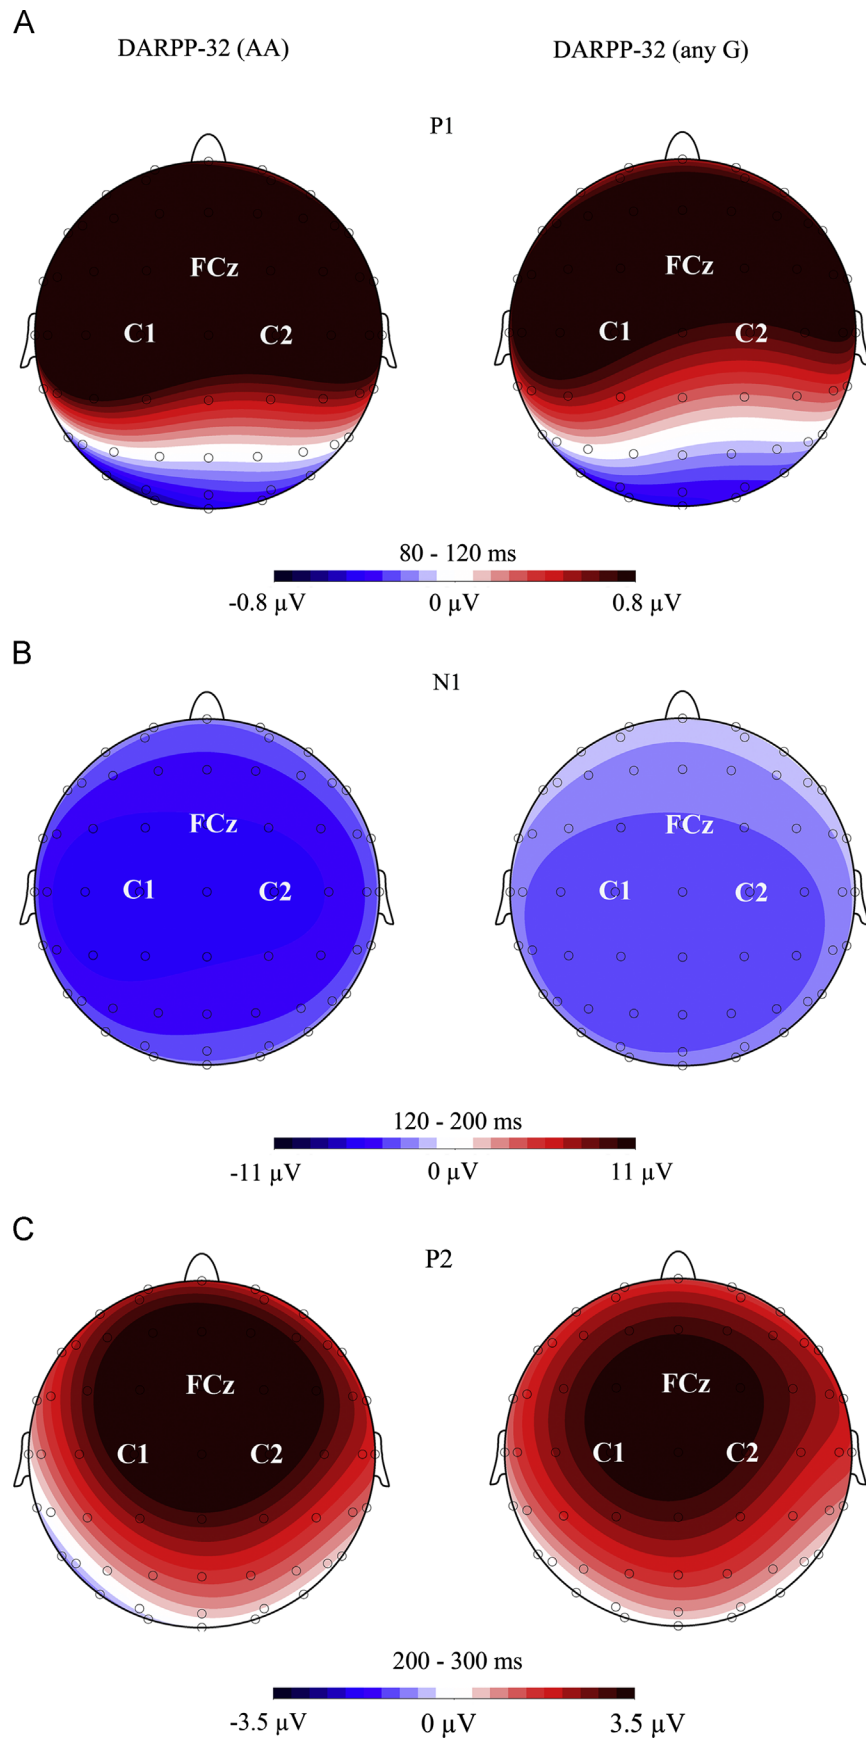 A
DARPP-32 (AA) DARPP-32 (any G)
P1
FCz FCz
C1 C2 C1 C2
80 - 120 ms
-0.8 µV 0 µV 0.8 µV
B
N1
FCz FCz
C1 C2 C1 C2
120 - 200 ms
-11 µV 0 µV 11 µV
C
P2
FCz FCz
C1 C2 C1 C2
200 - 300 ms
-3.5 µV 0 µV 3.5 µV